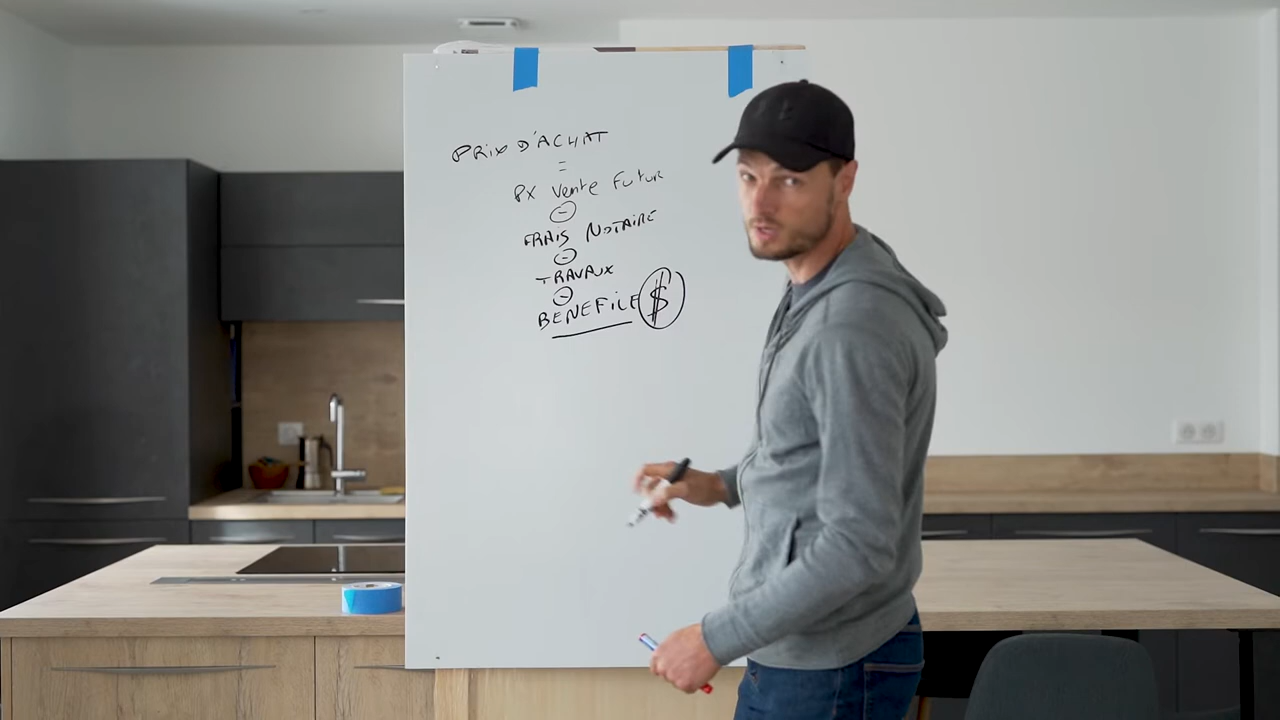 PRIX D'ACHAT
=
PX Vente Futur
-
FRAIS NOTAIRE
-
TRAVAUX
-
BENEFICE $